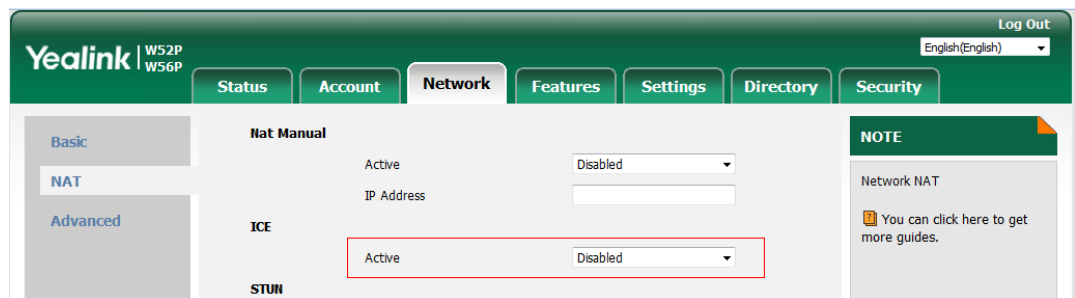 Log Out
Yealink W52P
W56P
English(English)
Status Account Network Features Settings Directory Security
Basic
NAT
Advanced
Nat Manual
Active Disabled
IP Address
ICE
Active Disabled
STUN
NOTE
Network NAT
You can click here to get
more guides.